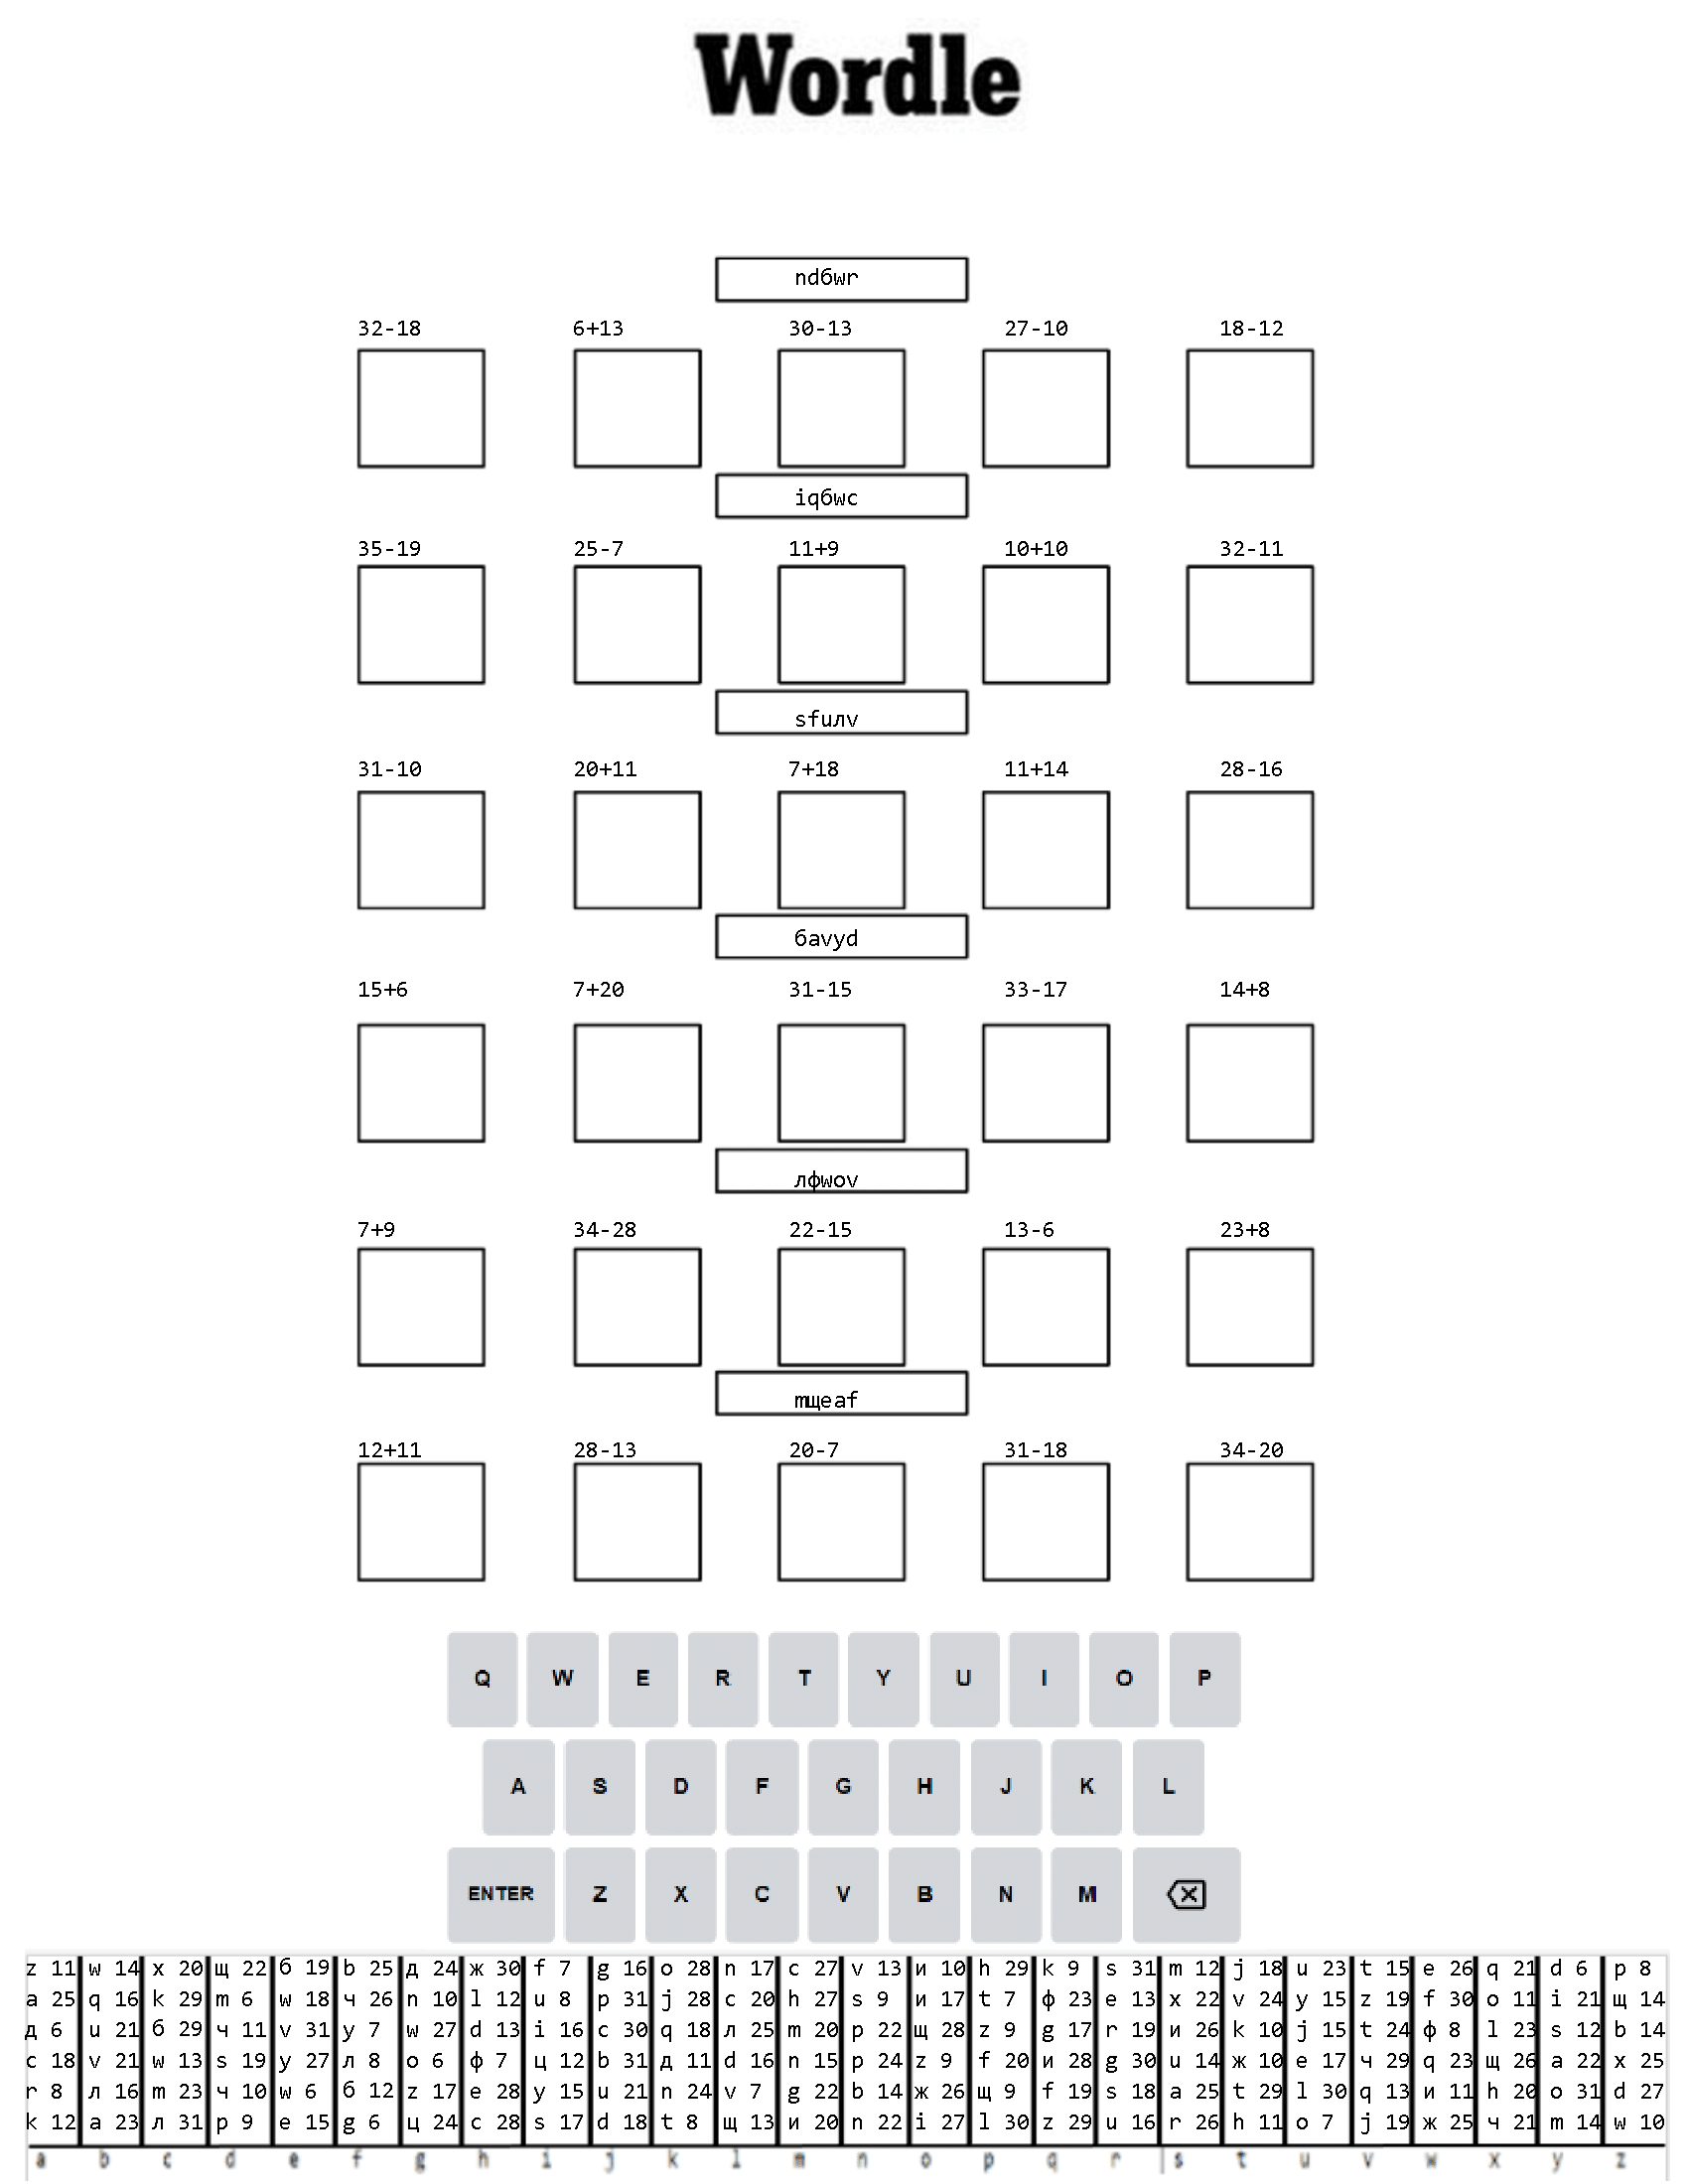 Wordle
ndбwr
32-18 6+13 30-13 27-10 18-12
iqбwc
35-19 25-7 11+9 10+10 32-11
sfuлv
31-10 20+11 7+18 11+14 28-16
бavyd
15+6 7+20 31-15 33-17 14+8
лфwov
7+9 34-28 22-15 13-6 23+8
mщeaf
12+11 28-13 20-7 31-18 34-20
Q W E R T Y U I O P
A S D F G H J K L
ENTER Z X C V B N M
z 11 w 14 x 20 щ 22 б 19 b 25 д 24 ж 30 f 7 g 16 o 28 n 17 c 27 v 13 и 10 h 29 k 9 s 31 m 12 j 18 u 23 t 15 e 26 q 21 d 6 p 8
a 25 q 16 k 29 m 6 w 18 ч 26 n 10 l 12 u 8 p 31 j 28 c 20 h 27 s 9 и 17 t 7 ф 23 e 13 x 22 v 24 y 15 z 19 f 30 o 11 i 21 щ 14
д 6 u 21 б 29 ч 11 v 31 y 7 w 27 d 13 i 16 c 30 q 18 л 25 m 20 p 22 щ 28 z 9 g 17 r 19 и 26 k 10 j 15 t 24 ф 8 l 23 s 12 b 14
c 18 v 21 w 13 s 19 y 27 л 8 o 6 ф 7 ц 12 b 31 д 11 d 16 n 15 p 24 z 9 f 20 и 28 g 30 u 14 ж 10 e 17 ч 29 q 23 щ 26 a 22 x 25
r 8 л 16 m 23 ч 10 w 6 б 12 z 17 e 28 y 15 u 21 n 24 v 7 g 22 b 14 ж 26 щ 9 f 19 s 18 a 25 t 29 l 30 q 13 и 11 h 20 o 31 d 27
k 12 a 23 л 31 p 9 e 15 g 6 ц 24 c 28 s 17 d 18 t 8 щ 13 и 20 n 22 i 27 l 30 z 29 u 16 r 26 h 11 o 7 j 19 ж 25 ч 21 m 14 w 10
a b c d e f g h i j k l m n o p q r s t u v w x y z